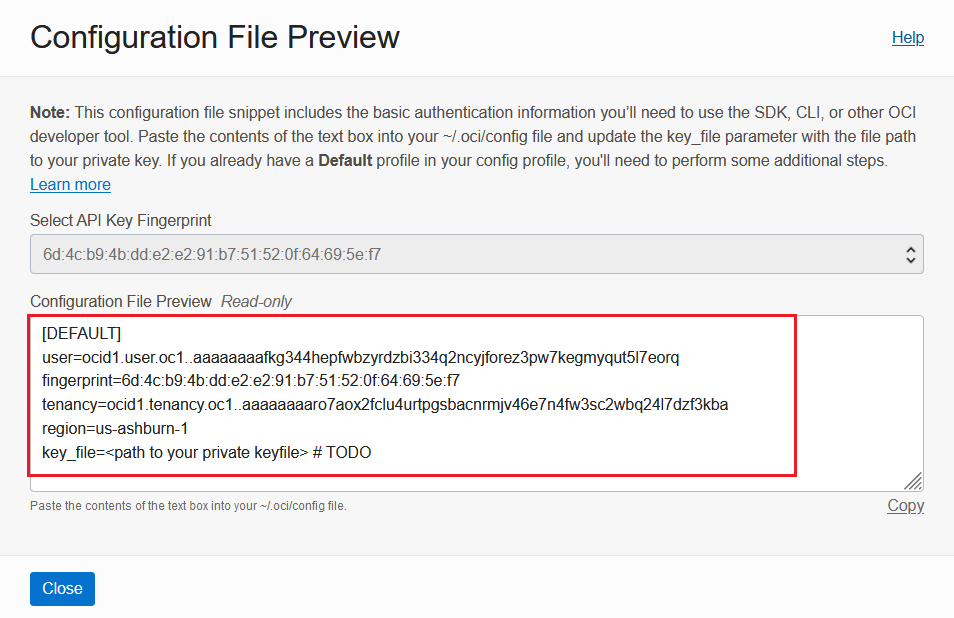 Configuration File Preview
Help
Note: This configuration file snippet includes the basic authentication information you'll need to use the SDK, CLI, or other OCI
developer tool. Paste the contents of the text box into your ~/.oci/config file and update the key_file parameter with the file path
to your private key. If you already have a Default profile in your config profile, you'll need to perform some additional steps.
Learn more
Select API Key Fingerprint
6d:4c:b9:4b:dd:e2:e2:91:b7:51:52:0f:64:69:5e:f7
Configuration File Preview Read-only
[DEFAULT]
user=ocid1.user.oc1..aaaaaaaafkg344hepfwbzyrdzbi334q2ncyjforez3pw7kegmyqut5l7eorq
fingerprint=6d:4c:b9:4b:dd:e2:e2:91:b7:51:52:0f:64:69:5e:f7
tenancy=ocid1.tenancy.oc1..aaaaaaaaro7aox2fclu4urtpgsbacnrmjv46e7n4fw3sc2wbq24l7dzf3kba
region=us-ashburn-1
key_file=<path to your private keyfile> # TODO
Paste the contents of the text box into your ~/.oci/config file.
Copy
Close